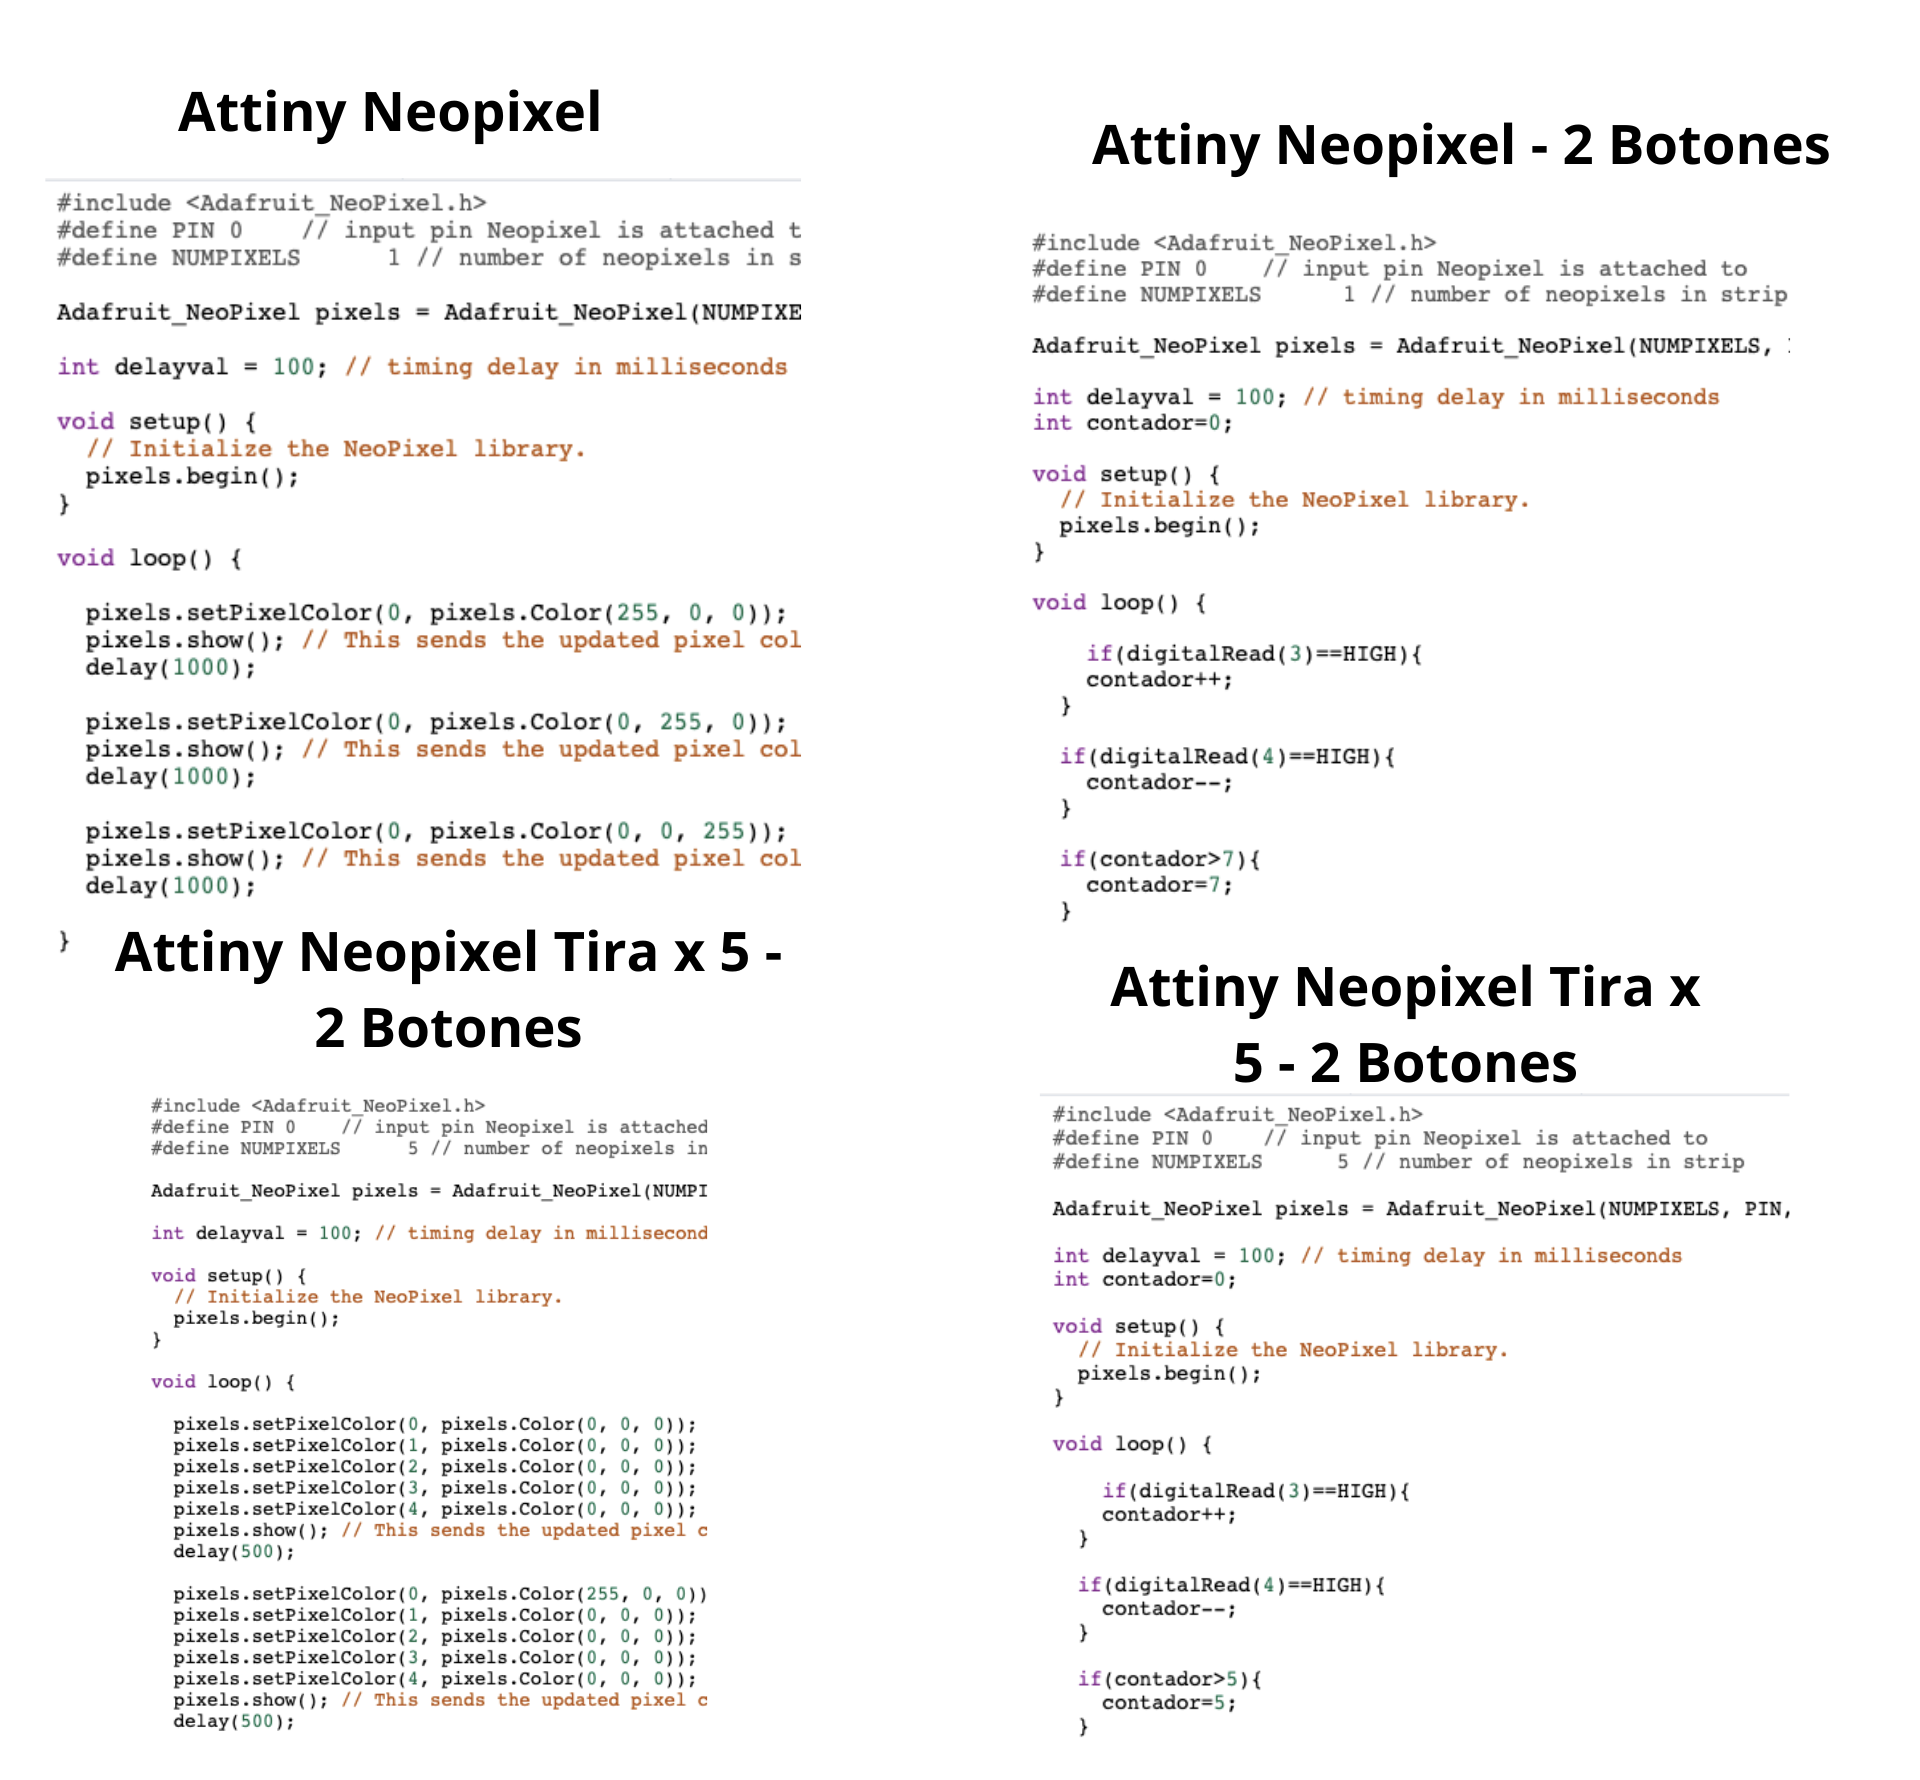 Attiny Neopixel
#include <Adafruit_NeoPixel.h>
#define PIN 0    // input pin Neopixel is attached t
#define NUMPIXELS      1 // number of neopixels in s
Adafruit_NeoPixel pixels = Adafruit_NeoPixel(NUMPIXE
int delayval = 100; // timing delay in milliseconds
void setup() {
  // Initialize the NeoPixel library.
  pixels.begin();
}
void loop() {
  pixels.setPixelColor(0, pixels.Color(255, 0, 0));
  pixels.show(); // This sends the updated pixel col
  delay(1000);
  pixels.setPixelColor(0, pixels.Color(0, 255, 0));
  pixels.show(); // This sends the updated pixel col
  delay(1000);
  pixels.setPixelColor(0, pixels.Color(0, 0, 255));
  pixels.show(); // This sends the updated pixel col
  delay(1000);
}
Attiny Neopixel - 2 Botones
#include <Adafruit_NeoPixel.h>
#define PIN 0    // input pin Neopixel is attached to
#define NUMPIXELS      1 // number of neopixels in strip
Adafruit_NeoPixel pixels = Adafruit_NeoPixel(NUMPIXELS,
int delayval = 100; // timing delay in milliseconds
int contador=0;
void setup() {
  // Initialize the NeoPixel library.
  pixels.begin();
}
void loop() {
    if(digitalRead(3)==HIGH){
    contador++;
  }
  if(digitalRead(4)==HIGH){
    contador--;
  }
  if(contador>7){
    contador=7;
  }
Attiny Neopixel Tira x 5 -
2 Botones
#include <Adafruit_NeoPixel.h>
#define PIN 0    // input pin Neopixel is attached
#define NUMPIXELS      5 // number of neopixels in
Adafruit_NeoPixel pixels = Adafruit_NeoPixel(NUMPI
int delayval = 100; // timing delay in millisecond
void setup() {
  // Initialize the NeoPixel library.
  pixels.begin();
}
void loop() {
  pixels.setPixelColor(0, pixels.Color(0, 0, 0));
  pixels.setPixelColor(1, pixels.Color(0, 0, 0));
  pixels.setPixelColor(2, pixels.Color(0, 0, 0));
  pixels.setPixelColor(3, pixels.Color(0, 0, 0));
  pixels.setPixelColor(4, pixels.Color(0, 0, 0));
  pixels.show(); // This sends the updated pixel c
  delay(500);
  pixels.setPixelColor(0, pixels.Color(255, 0, 0))
  pixels.setPixelColor(1, pixels.Color(0, 0, 0));
  pixels.setPixelColor(2, pixels.Color(0, 0, 0));
  pixels.setPixelColor(3, pixels.Color(0, 0, 0));
  pixels.setPixelColor(4, pixels.Color(0, 0, 0));
  pixels.show(); // This sends the updated pixel c
  delay(500);
Attiny Neopixel Tira x
5 - 2 Botones
#include <Adafruit_NeoPixel.h>
#define PIN 0    // input pin Neopixel is attached to
#define NUMPIXELS      5 // number of neopixels in strip
Adafruit_NeoPixel pixels = Adafruit_NeoPixel(NUMPIXELS, PIN,
int delayval = 100; // timing delay in milliseconds
int contador=0;
void setup() {
  // Initialize the NeoPixel library.
  pixels.begin();
}
void loop() {
    if(digitalRead(3)==HIGH){
    contador++;
  }
  if(digitalRead(4)==HIGH){
    contador--;
  }
  if(contador>5){
    contador=5;
  }